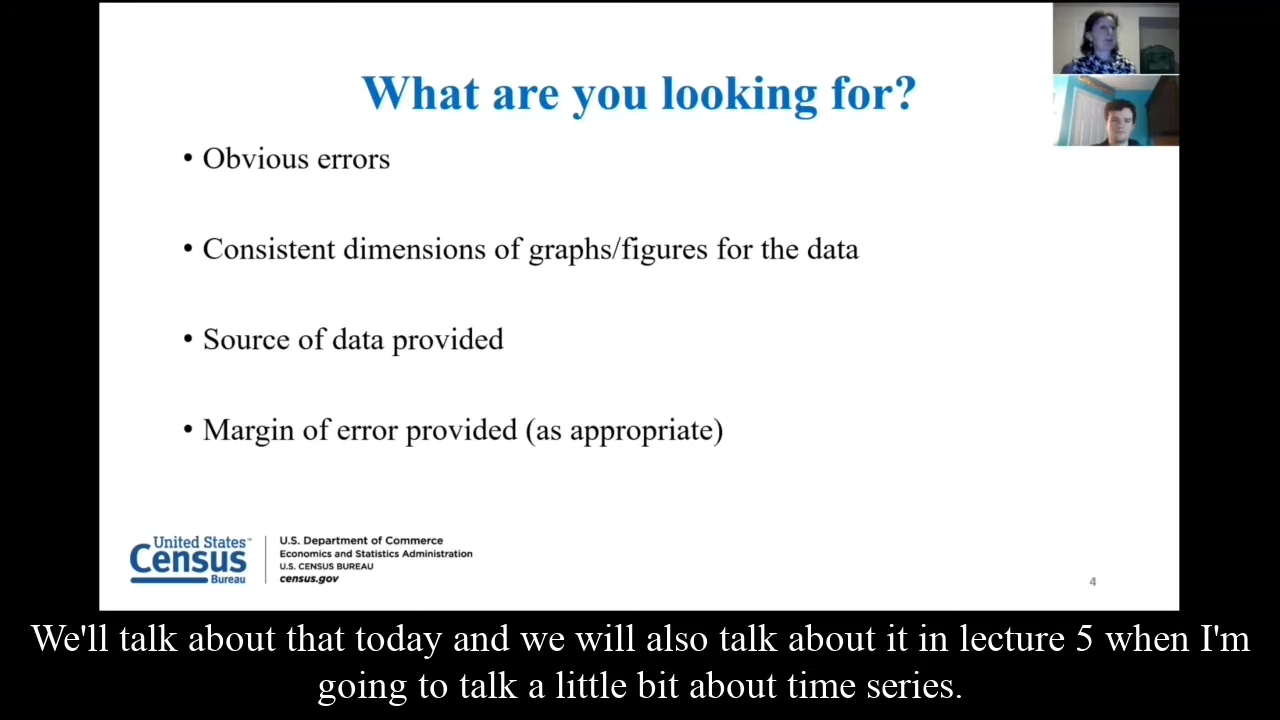 What are you looking for?
• Obvious errors
• Consistent dimensions of graphs/figures for the data
• Source of data provided
• Margin of error provided (as appropriate)
United States™
Census
Bureau
U.S. Department of Commerce
Economics and Statistics Administration
U.S. CENSUS BUREAU
census.gov
4
We'll talk about that today and we will also talk about it in lecture 5 when I'm
going to talk a little bit about time series.